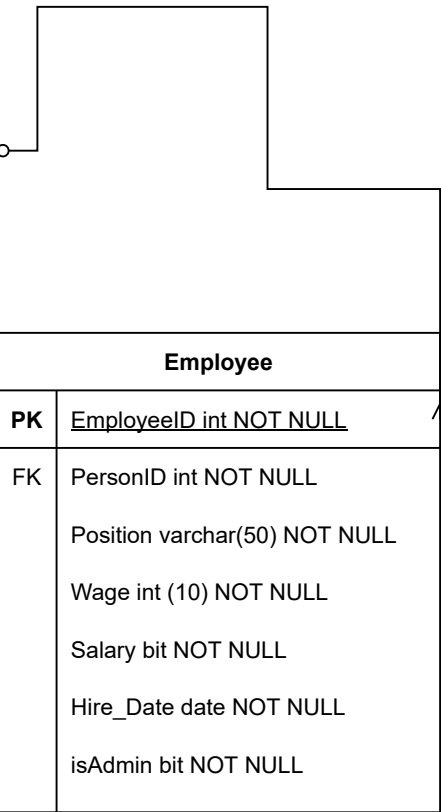 Employee
PK EmployeeID int NOT NULL
FK PersonID int NOT NULL
Position varchar(50) NOT NULL
Wage int (10) NOT NULL
Salary bit NOT NULL
Hire_Date date NOT NULL
isAdmin bit NOT NULL